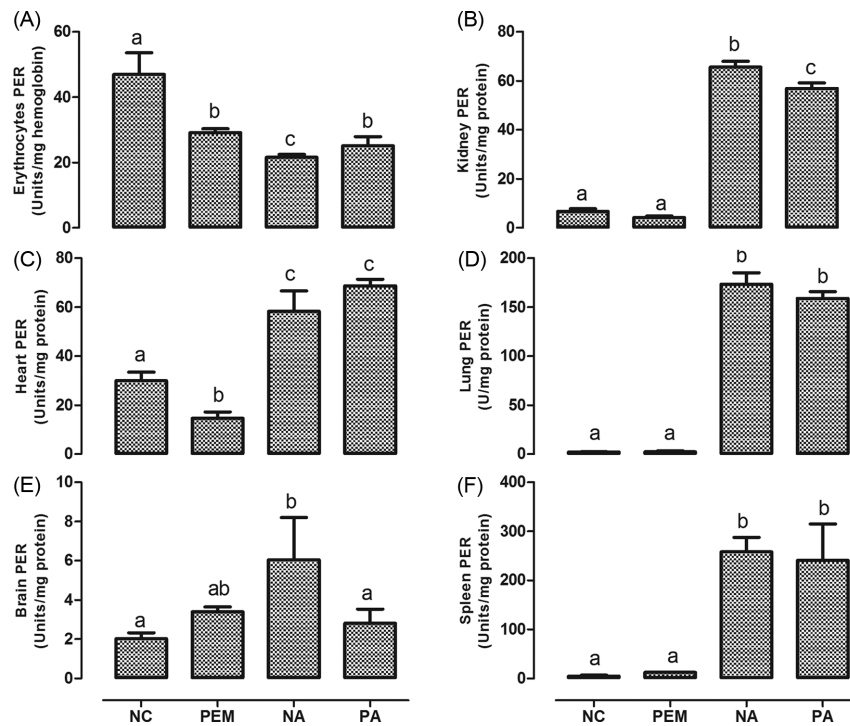 (A)
Erythrocytes PER
(Units/mg hemoglobin)
60
40
20
0
a
b
c
b
(B)
Kidney PER
(Units/mg protein)
80
60
40
20
0
a
a
b
c
(C)
Heart PER
(Units/mg protein)
80
60
40
20
0
a
b
c
c
(D)
Lung PER
(U/mg protein)
200
150
100
50
0
a
a
b
b
(E)
Brain PER
(Units/mg protein)
10
8
6
4
2
0
a
ab
b
a
NC PEM NA PA
(F)
Spleen PER
(Units/mg protein)
400
300
200
100
0
a
a
b
b
NC PEM NA PA